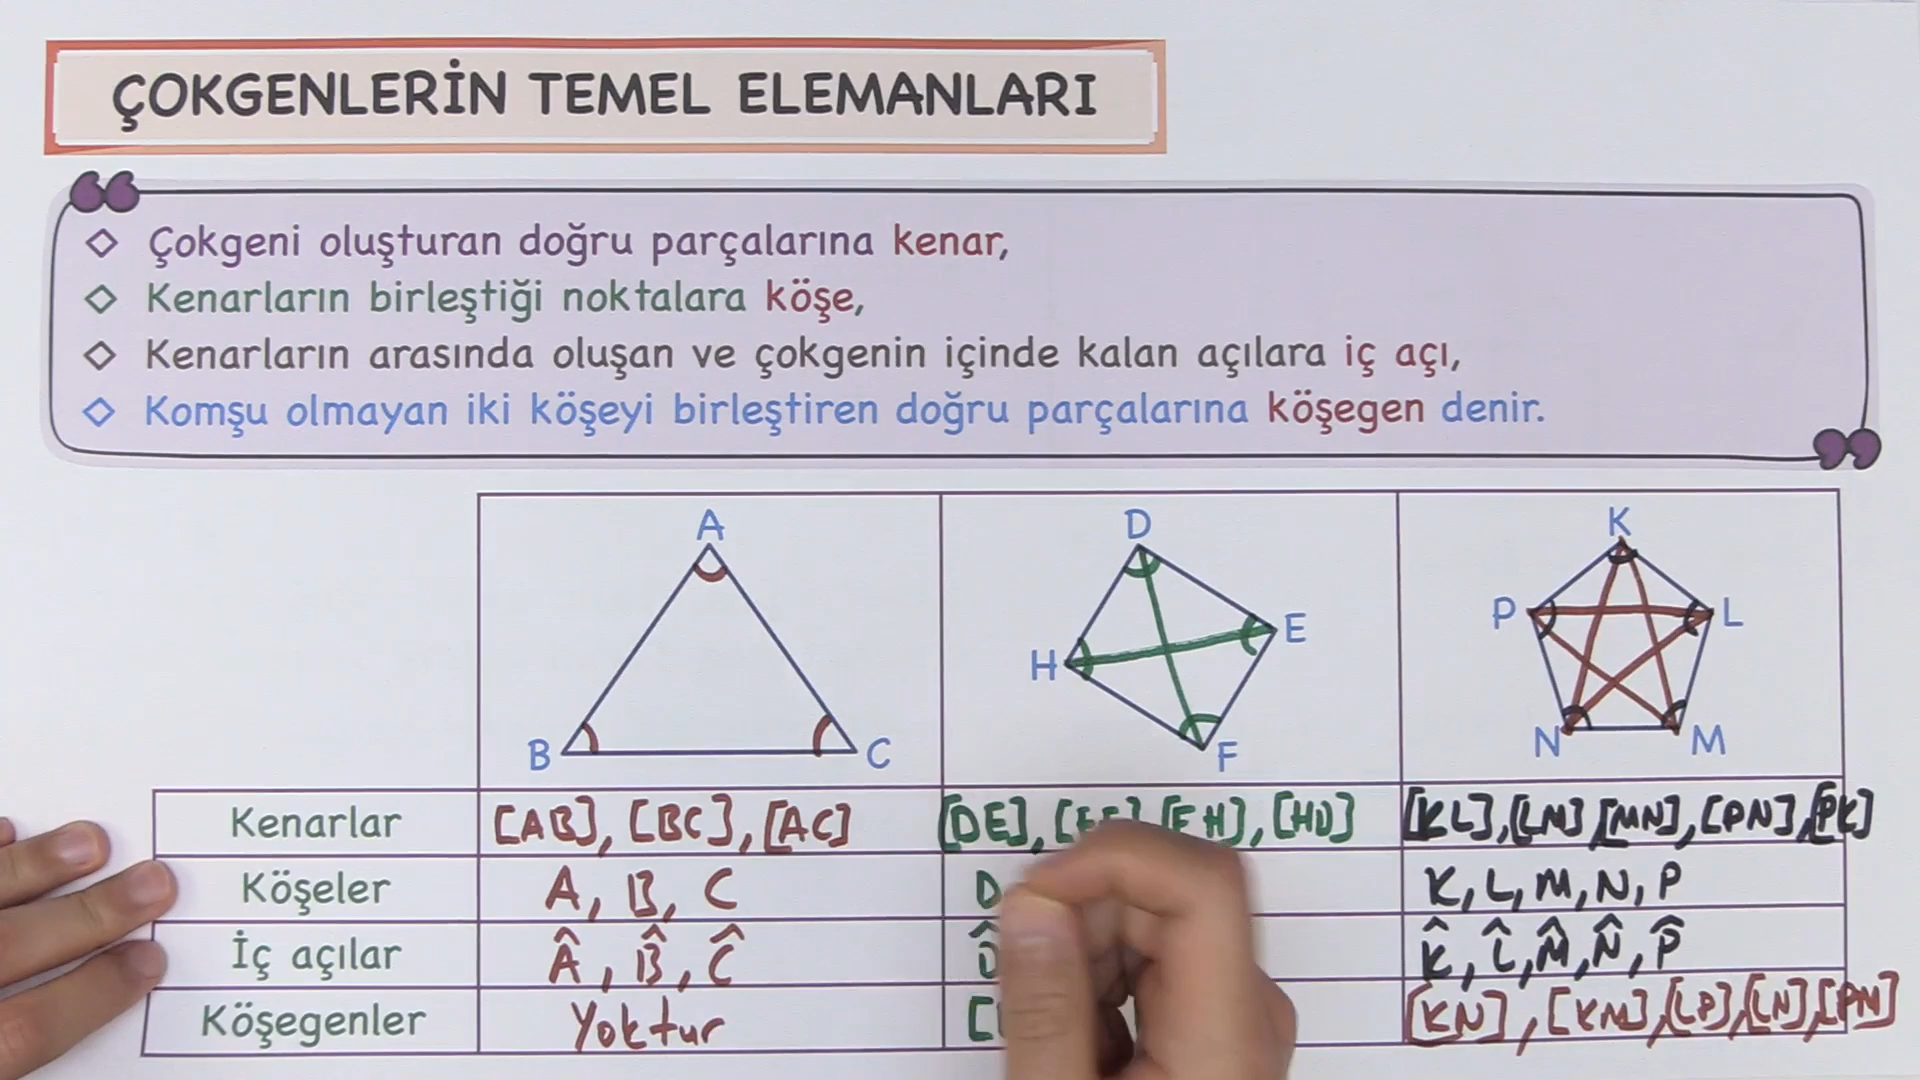 ÇOKGENLERİN TEMEL ELEMANLARI
Çokgeni oluşturan doğru parçalarına kenar,
Kenarların birleştiği noktalara köşe,
Kenarların arasında oluşan ve çokgenin içinde kalan açılara iç açı,
Komşu olmayan iki köşeyi birleştiren doğru parçalarına köşegen denir.
A
B
C
D
E
H
F
K
P
L
N
M
Kenarlar [AB], [BC], [AC] [DE], [HD] [KL], [LM] [MN], [PN], [PK]
Köşeler A, B, C D K, L, M, N, P
İç açılar Â, B̂, Ĉ D̂ K̂, L̂, M̂, N̂, P̂
Köşegenler Yoktur [KN], [KM], [LP], [LN],